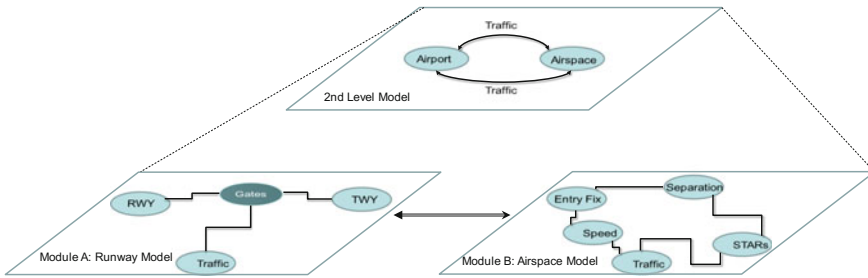 Traffic
Airport
Airspace
Traffic
2nd Level Model
Gates
RWY
TWY
Module A: Runway Model
Traffic
Separation
Entry Fix
Speed
STARs
Module B: Airspace Model
Traffic